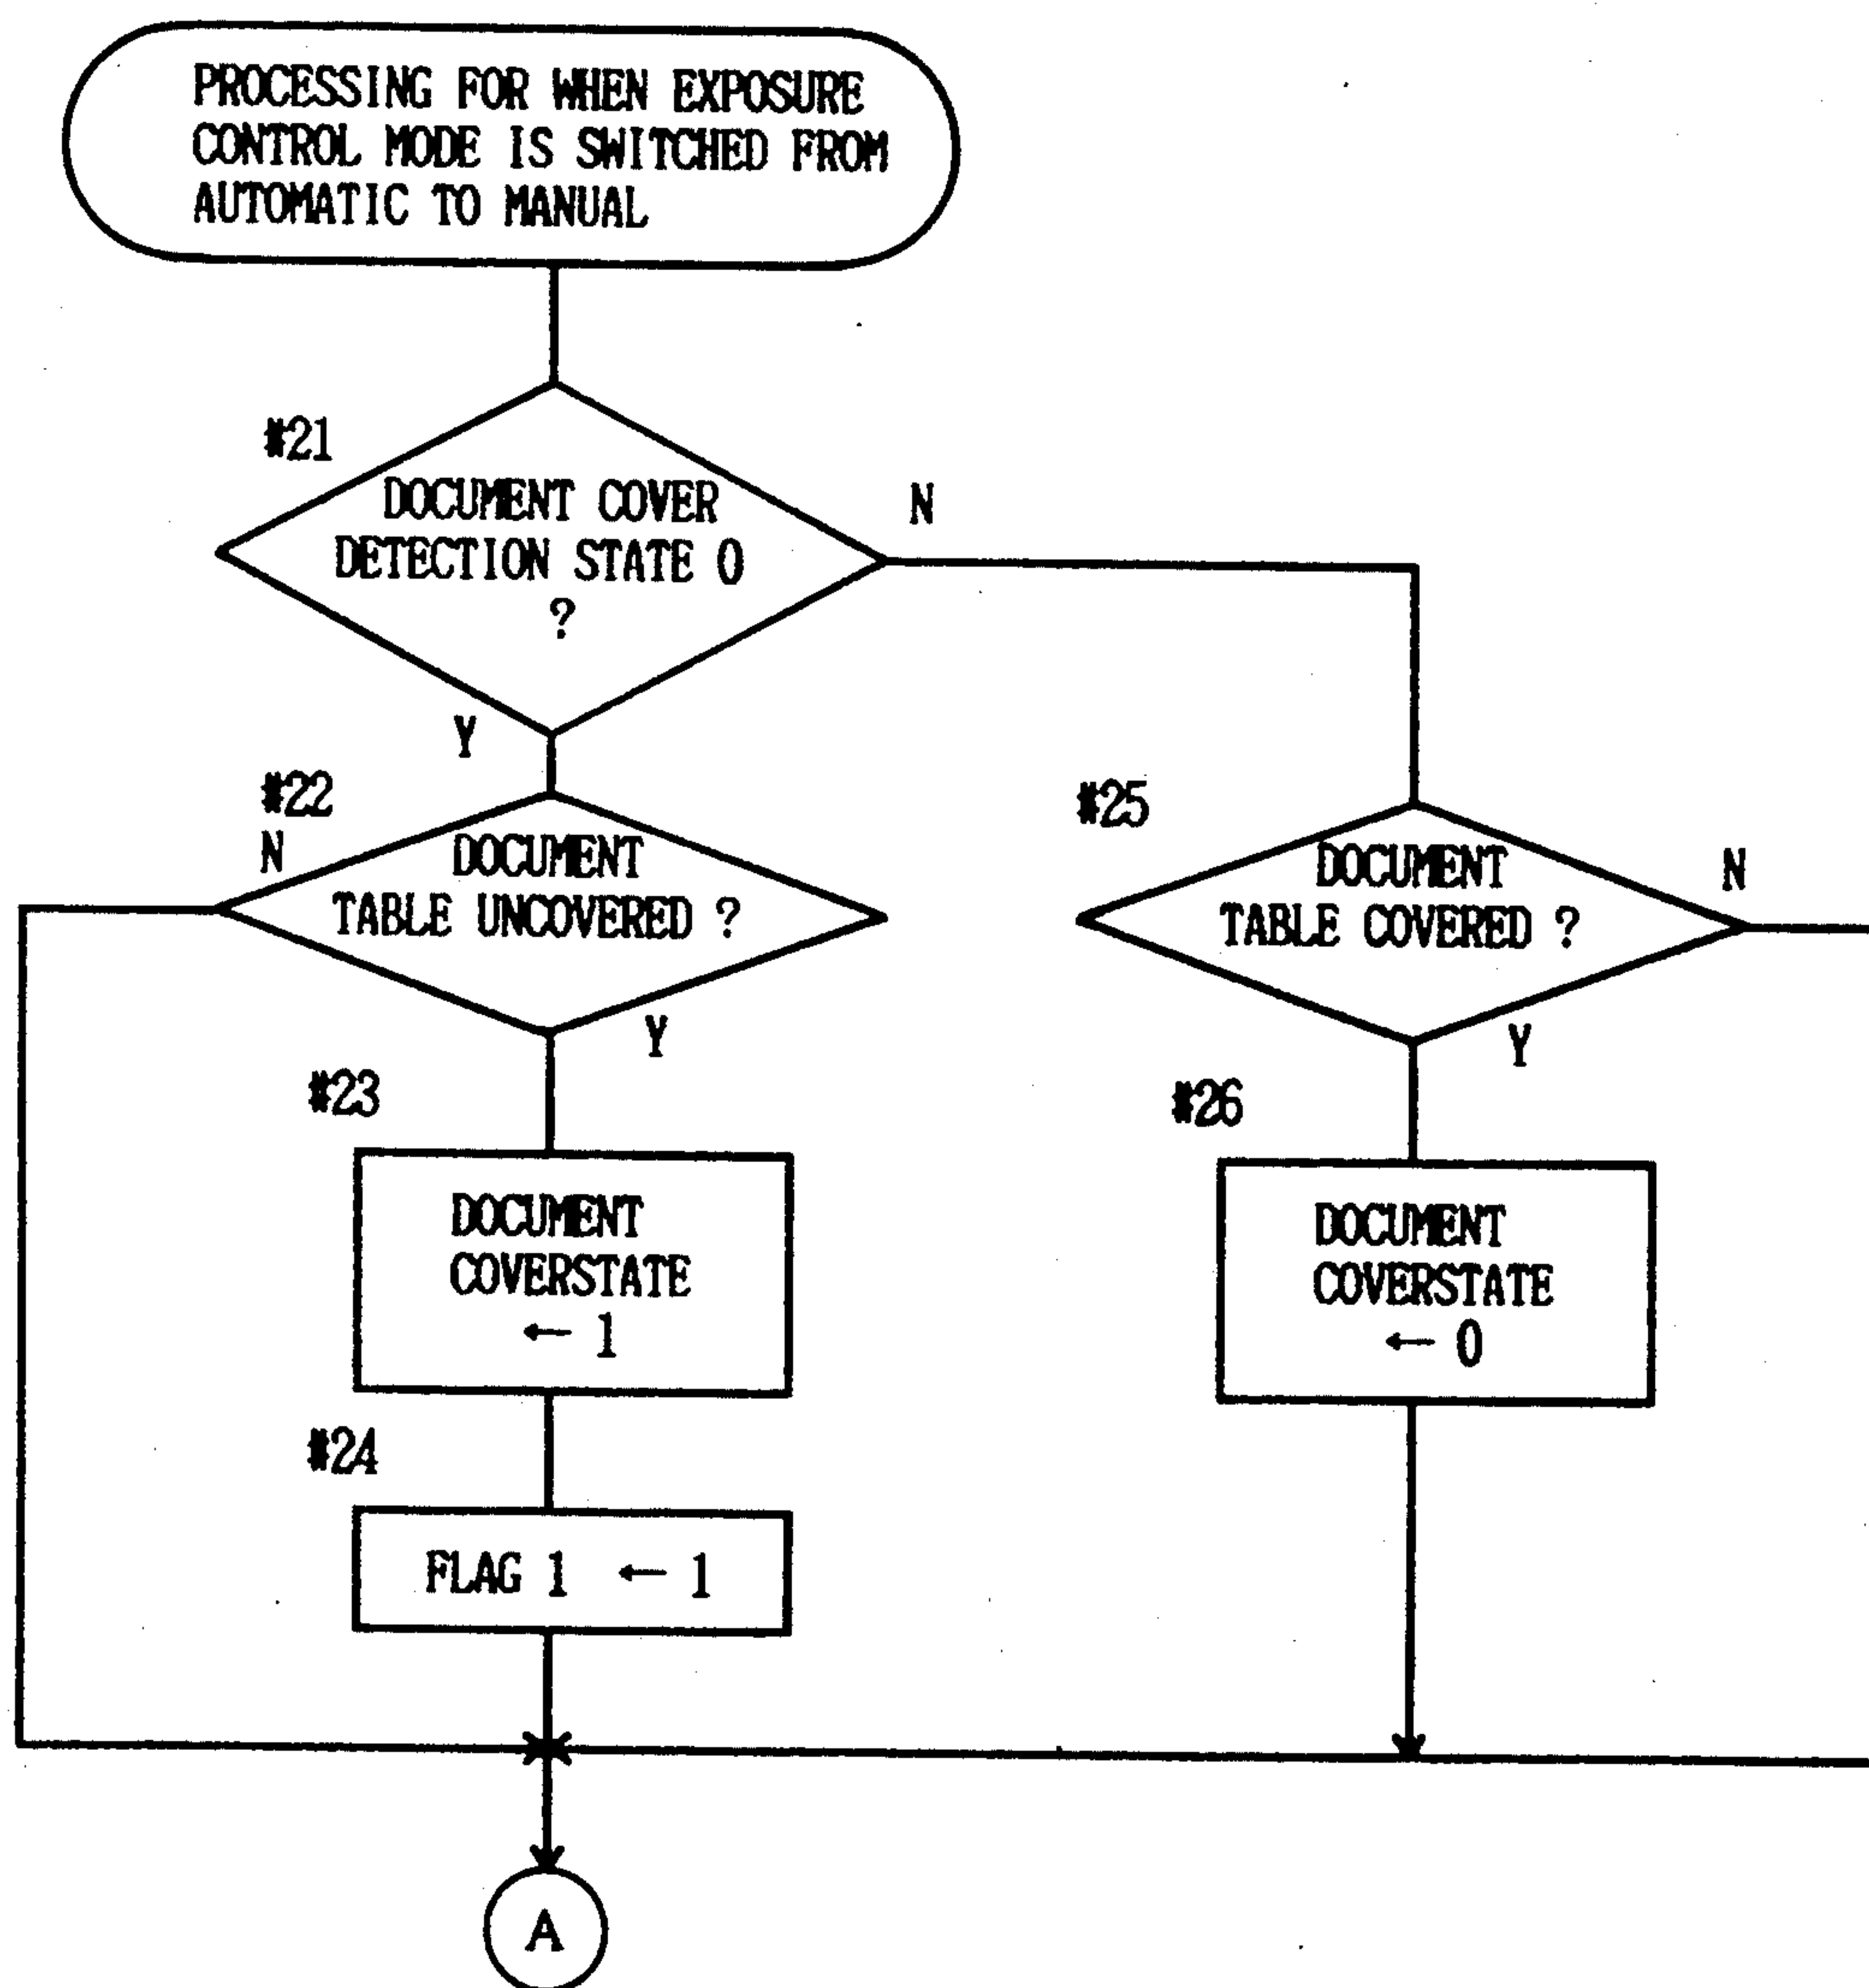 PROCESSING FOR WHEN EXPOSURE
CONTROL MODE IS SWITCHED FROM
AUTOMATIC TO MANUAL
#21
DOCUMENT COVER
DETECTION STATE 0
?
N
Y
#22
N
DOCUMENT
TABLE UNCOVERED ?
Y
#23
DOCUMENT
COVERSTATE
← 1
#24
FLAG 1 ← 1
#25
DOCUMENT
TABLE COVERED ?
N
Y
#26
DOCUMENT
COVERSTATE
← 0
A